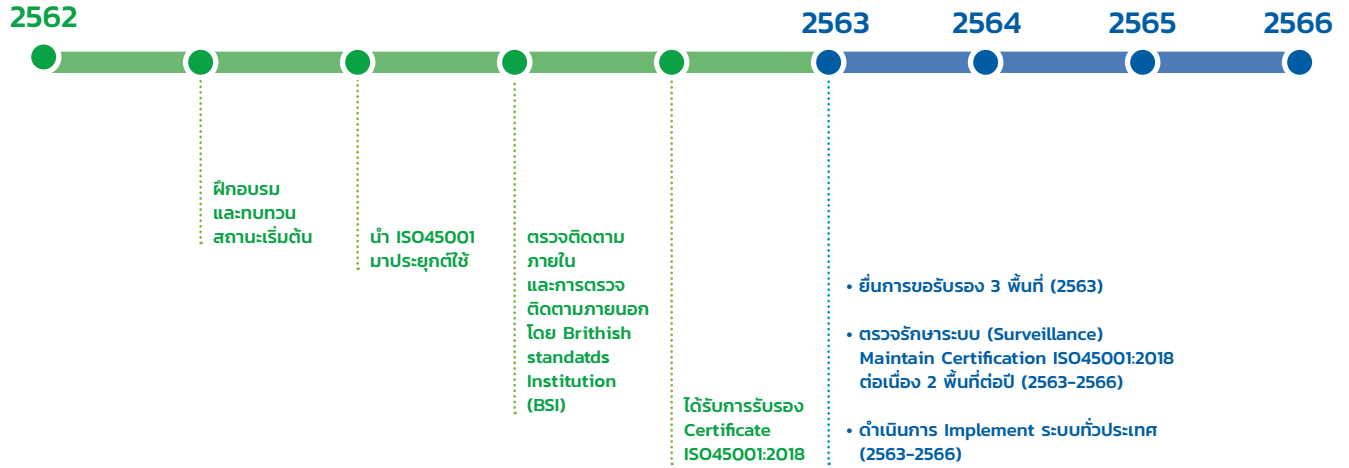 2562
2563
2564
2565
2566
ฝึกอบรม
และทบทวน
สถานะเริ่มต้น
นำ ISO45001
มาประยุกต์ใช้
ตรวจติดตาม
ภายใน
และการตรวจ
ติดตามภายนอก
โดย Brithish
standatds
Institution
(BSI)
ได้รับการรับรอง
Certificate
ISO45001:2018
• ยื่นการขอรับรอง 3 พื้นที่ (2563)
• ตรวจรักษาระบบ (Surveillance)
Maintain Certification ISO45001:2018
ต่อเนื่อง 2 พื้นที่ต่อปี (2563-2566)
• ดำเนินการ Implement ระบบทั่วประเทศ
(2563-2566)